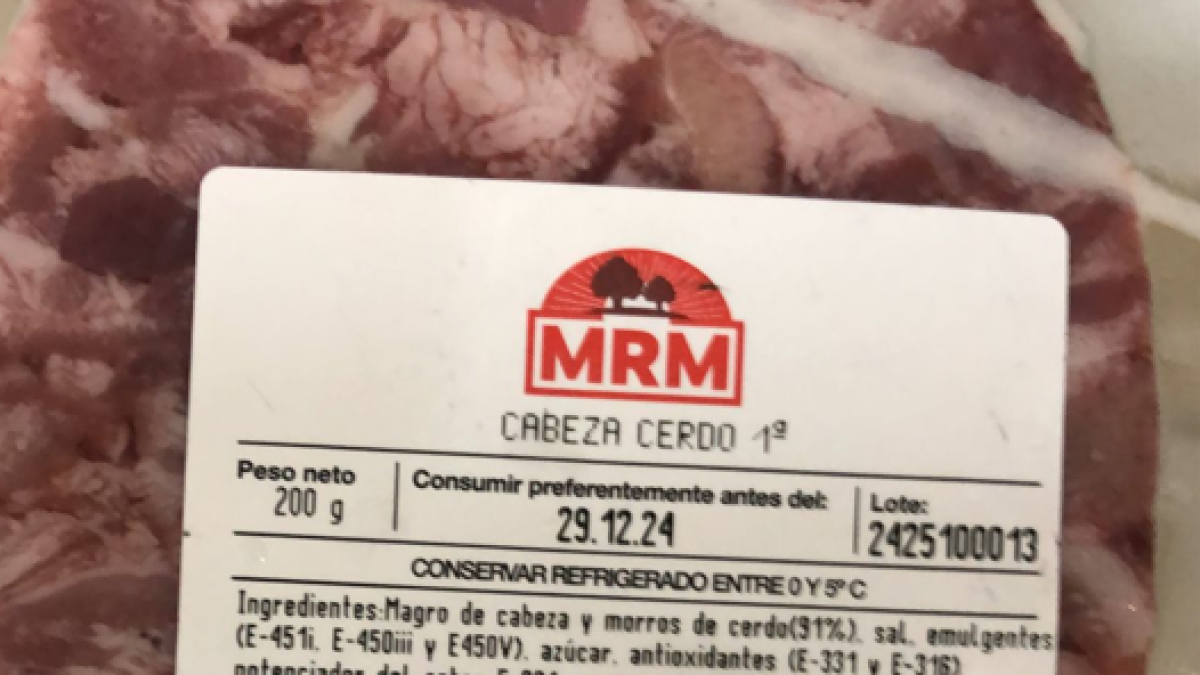 MRM
CABEZA CERDO 1ª
Peso neto
200 g
Consumir preferentemente antes del:
29.12.24
Lote:
2425100013
CONSERVAR REFRIGERADO ENTRE 0 Y 5º C
Ingredientes:Magro de cabeza y morros de cerdo(91%). sal. emulgentes
(E-451i. E-450iii y E450V). azúcar. antioxidantes (E-331 y E-316)
potenciador del